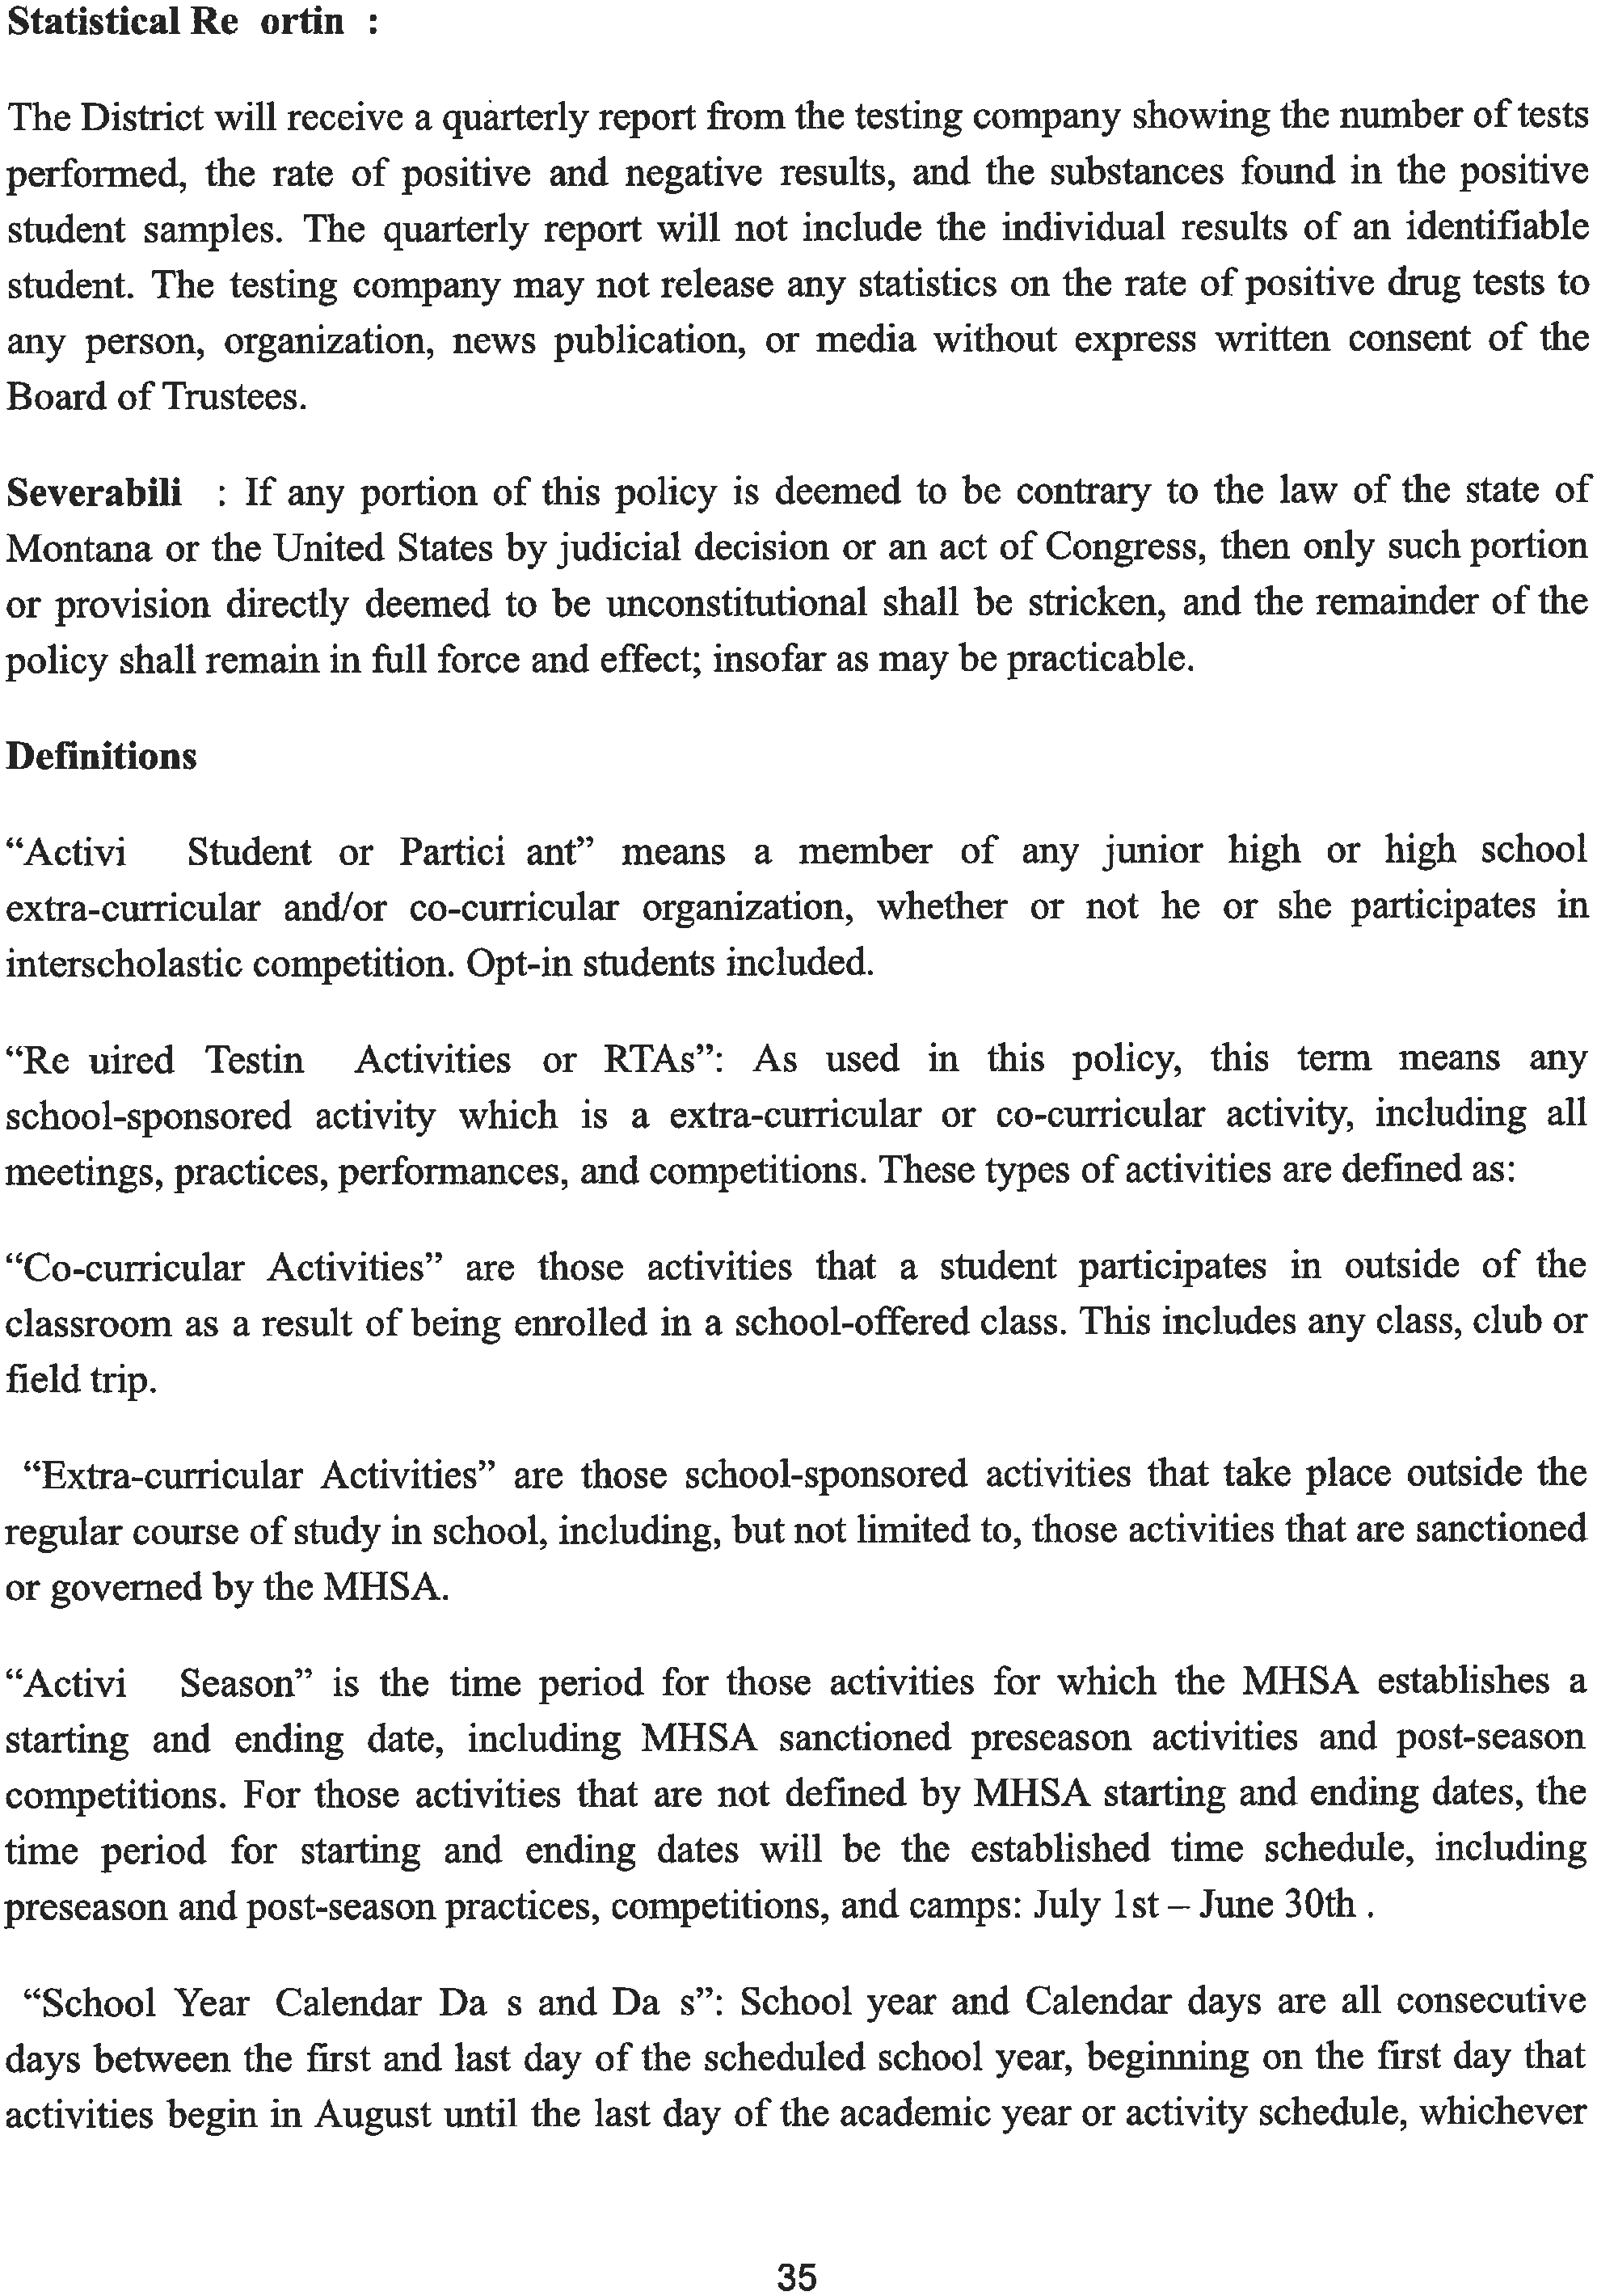 Statistical Re ortin :
The District will receive a quarterly report from the testing company showing the number of tests
performed, the rate of positive and negative results, and the substances found in the positive
student samples. The quarterly report will not include the individual results of an identifiable
student. The testing company may not release any statistics on the rate of positive drug tests to
any person, organization, news publication, or media without express written consent of the
Board of Trustees.
Severabili : If any portion of this policy is deemed to be contrary to the law of the state of
Montana or the United States by judicial decision or an act of Congress, then only such portion
or provision directly deemed to be unconstitutional shall be stricken, and the remainder of the
policy shall remain in full force and effect; insofar as may be practicable.
Definitions
“Activi Student or Partici ant” means a member of any junior high or high school
extra-curricular and/or co-curricular organization, whether or not he or she participates in
interscholastic competition. Opt-in students included.
“Re uired Testin Activities or RTAs”: As used in this policy, this term means any
school-sponsored activity which is a extra-curricular or co-curricular activity, including all
meetings, practices, performances, and competitions. These types of activities are defined as:
“Co-curricular Activities” are those activities that a student participates in outside of the
classroom as a result of being enrolled in a school-offered class. This includes any class, club or
field trip.
“Extra-curricular Activities” are those school-sponsored activities that take place outside the
regular course of study in school, including, but not limited to, those activities that are sanctioned
or governed by the MHSA.
“Activi Season” is the time period for those activities for which the MHSA establishes a
starting and ending date, including MHSA sanctioned preseason activities and post-season
competitions. For those activities that are not defined by MHSA starting and ending dates, the
time period for starting and ending dates will be the established time schedule, including
preseason and post-season practices, competitions, and camps: July 1st – June 30th .
“School Year Calendar Da s and Da s”: School year and Calendar days are all consecutive
days between the first and last day of the scheduled school year, beginning on the first day that
activities begin in August until the last day of the academic year or activity schedule, whichever
35